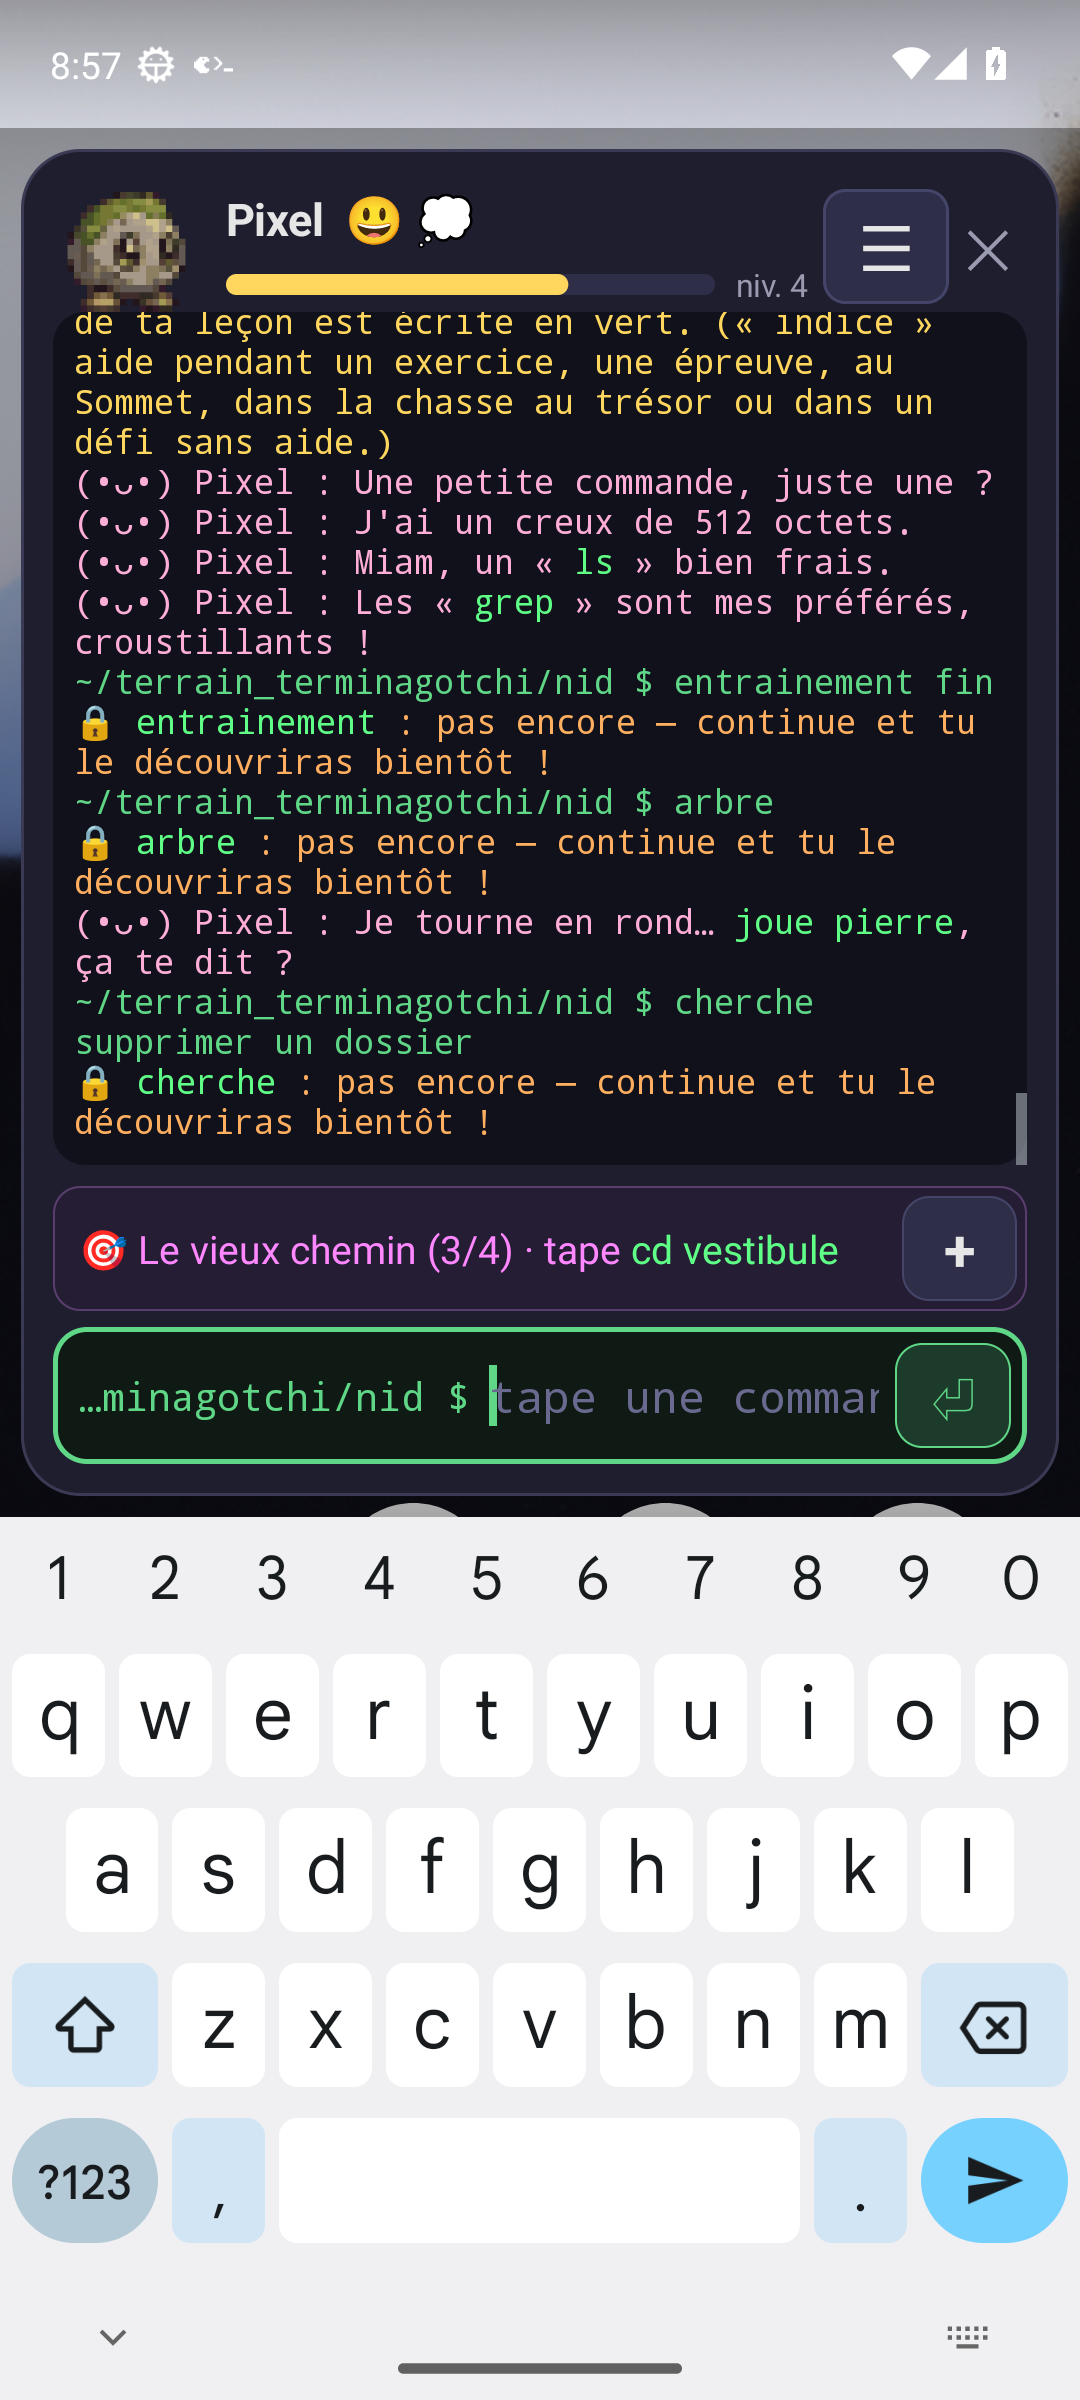 8:57
Pixel 😃 💭
niv. 4
de ta leçon est écrite en vert. (« indice »
aide pendant un exercice, une épreuve, au
Sommet, dans la chasse au trésor ou dans un
défi sans aide.)
(•ᴗ•) Pixel : Une petite commande, juste une ?
(•ᴗ•) Pixel : J'ai un creux de 512 octets.
(•ᴗ•) Pixel : Miam, un « ls » bien frais.
(•ᴗ•) Pixel : Les « grep » sont mes préférés,
croustillants !
~/terrain_terminagotchi/nid $ entrainement fin
🔒 entrainement : pas encore — continue et tu
le découvriras bientôt !
~/terrain_terminagotchi/nid $ arbre
🔒 arbre : pas encore — continue et tu le
découvriras bientôt !
(•ᴗ•) Pixel : Je tourne en rond… joue pierre,
ça te dit ?
~/terrain_terminagotchi/nid $ cherche
supprimer un dossier
🔒 cherche : pas encore — continue et tu le
découvriras bientôt !
🎯 Le vieux chemin (3/4) · tape cd vestibule
+
…minagotchi/nid $ tape une comman
1 2 3 4 5 6 7 8 9 0
q w e r t y u i o p
a s d f g h j k l
z x c v b n m
?123 , .